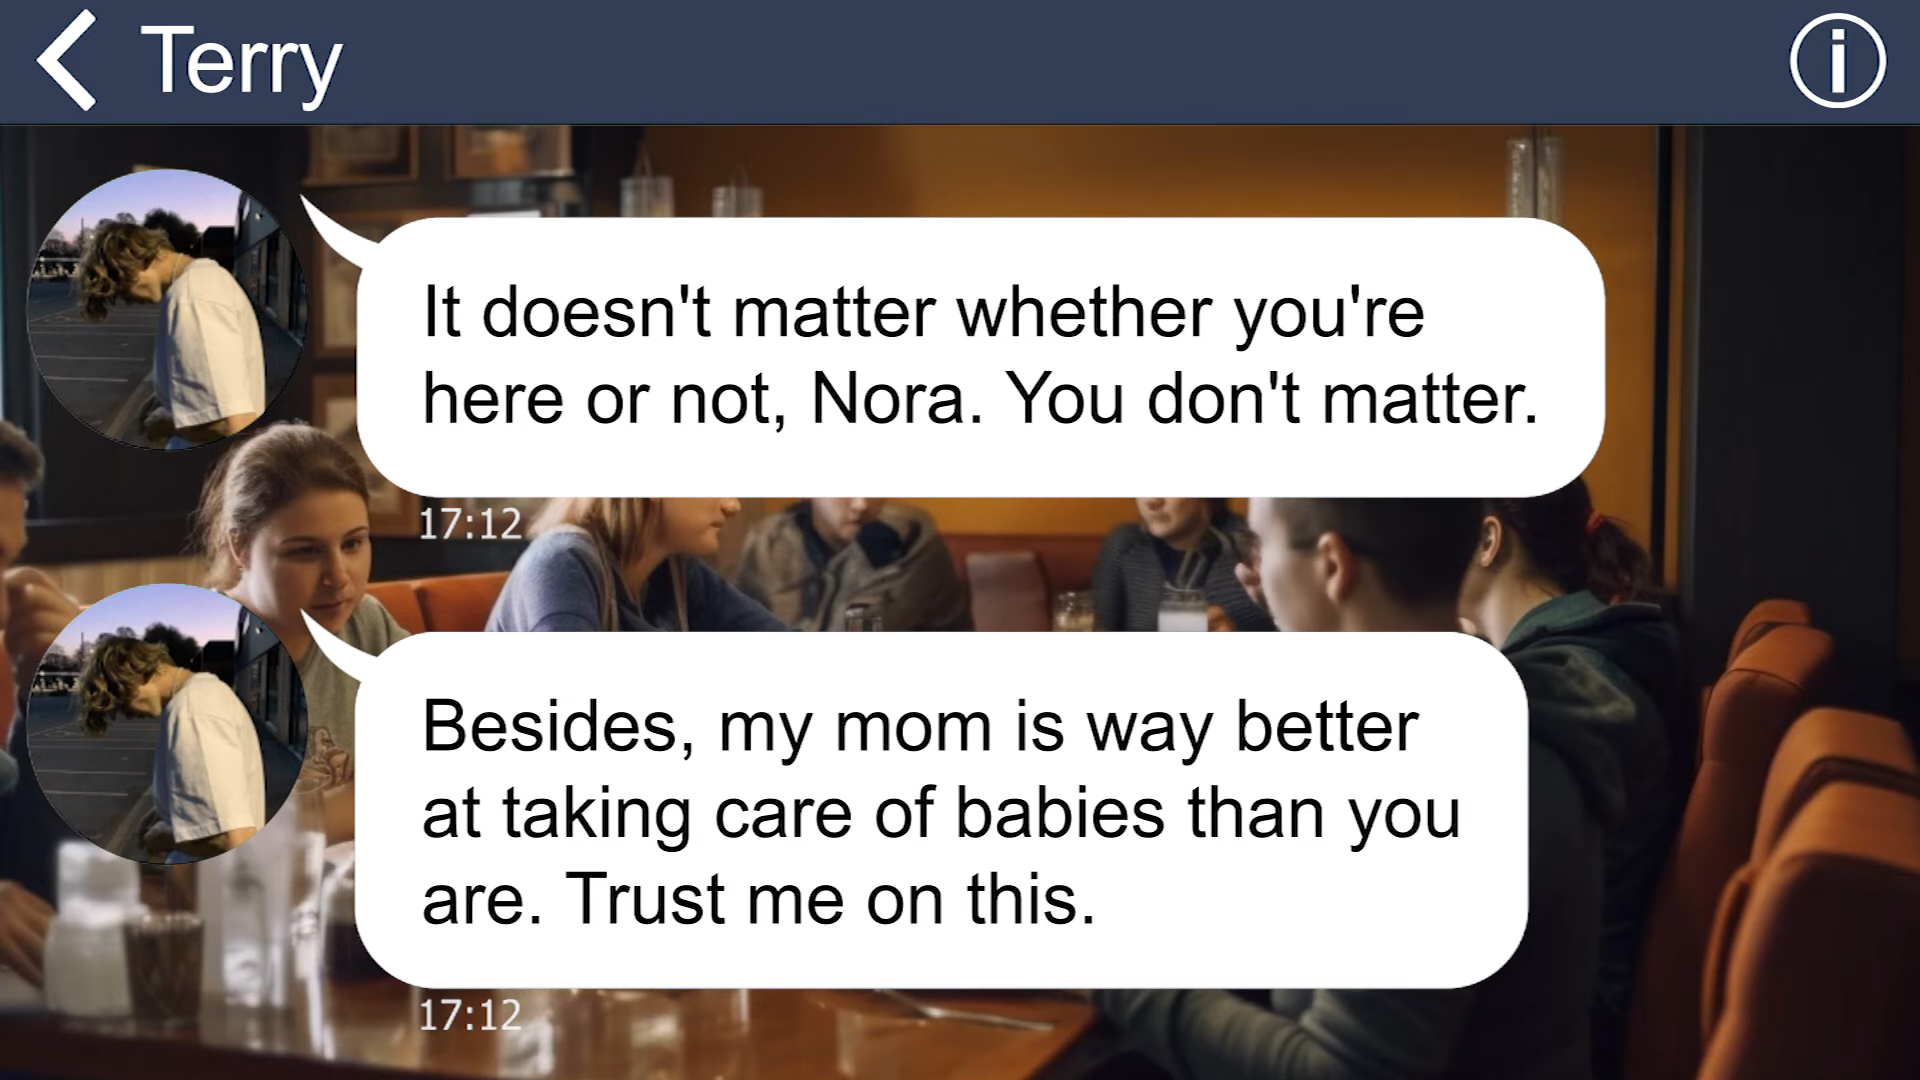 Terry
It doesn't matter whether you're
here or not, Nora. You don't matter.
17:12
Besides, my mom is way better
at taking care of babies than you
are. Trust me on this.
17:12